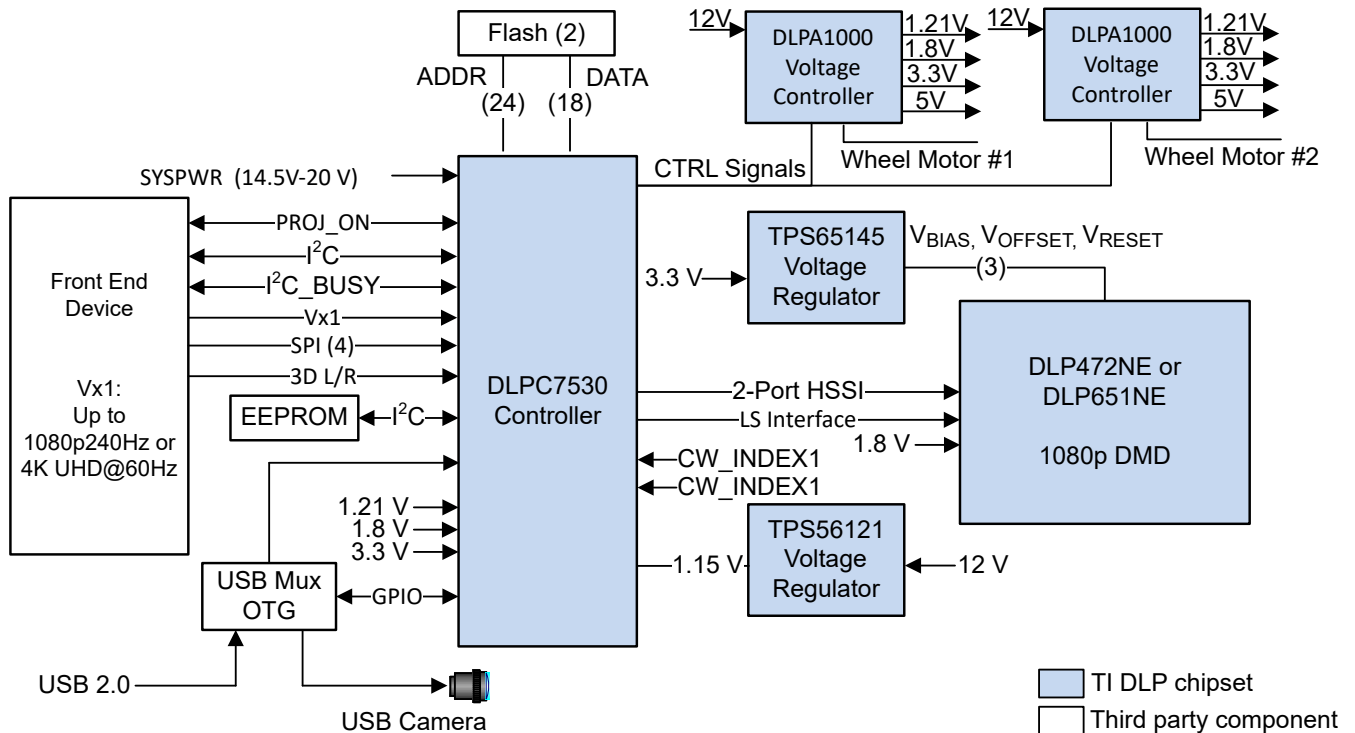 Flash (2)
ADDR
DATA
(24)
(18)
12V
DLPA1000
Voltage
Controller
1.21V
1.8V
3.3V
5V
Wheel Motor #1
12V
DLPA1000
Voltage
Controller
1.21V
1.8V
3.3V
5V
Wheel Motor #2
CTRL Signals
SYSPWR (14.5V-20 V)
Front End
Device
Vx1:
Up to
1080p240Hz or
4K UHD@60Hz
PROJ_ON
I²C
I²C_BUSY
Vx1
SPI (4)
3D L/R
EEPROM
I²C
DLPC7530
Controller
TPS65145
Voltage
Regulator
3.3 V
VBIAS, VOFFSET, VRESET
(3)
2-Port HSSI
LS Interface
1.8 V
DLP472NE or
DLP651NE
1080p DMD
CW_INDEX1
CW_INDEX1
1.21 V
1.8 V
3.3 V
TPS56121
Voltage
Regulator
1.15 V
12 V
USB Mux
OTG
GPIO
USB 2.0
USB Camera
TI DLP chipset
Third party component